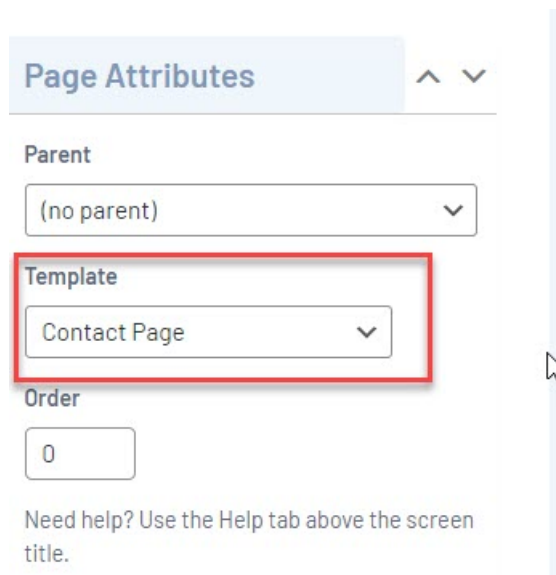 Page Attributes
Parent
(no parent)
Template
Contact Page
Order
0
Need help? Use the Help tab above the screen
title.